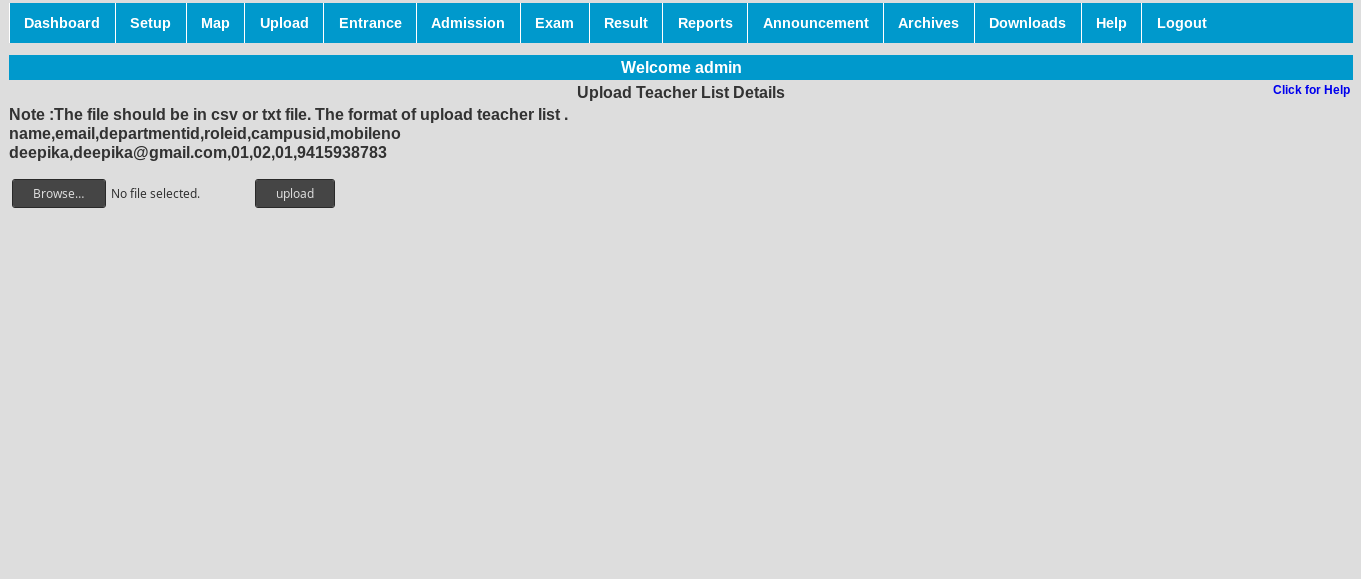 Dashboard Setup Map Upload Entrance Admission Exam Result Reports Announcement Archives Downloads Help Logout
Welcome admin
Upload Teacher List Details
Click for Help
Note :The file should be in csv or txt file. The format of upload teacher list .
name,email,departmentid,roleid,campusid,mobileno
deepika,deepika@gmail.com,01,02,01,9415938783
Browse... No file selected. upload